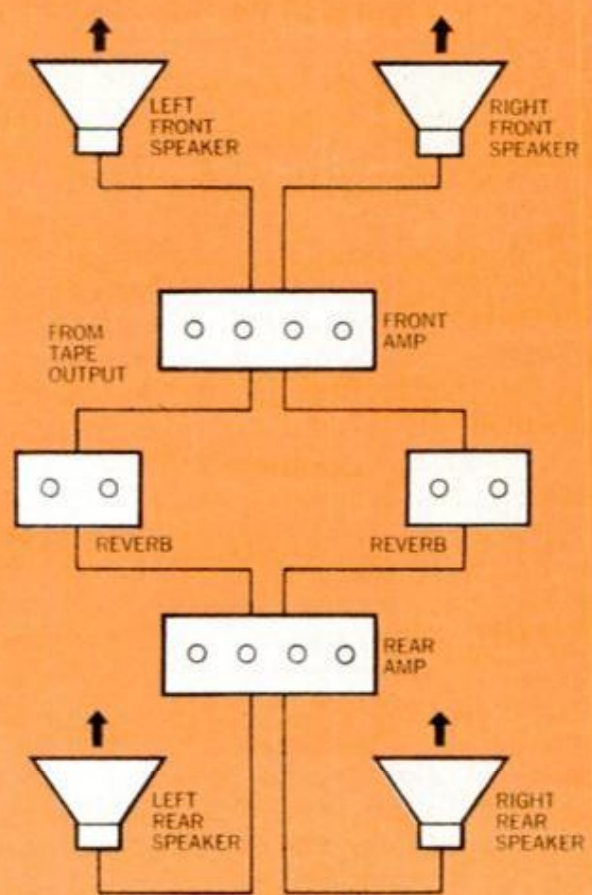 LEFT
FRONT
SPEAKER
RIGHT
FRONT
SPEAKER
FROM
TAPE
OUTPUT
FRONT
AMP
REVERB
REVERB
REAR
AMP
LEFT
REAR
SPEAKER
RIGHT
REAR
SPEAKER